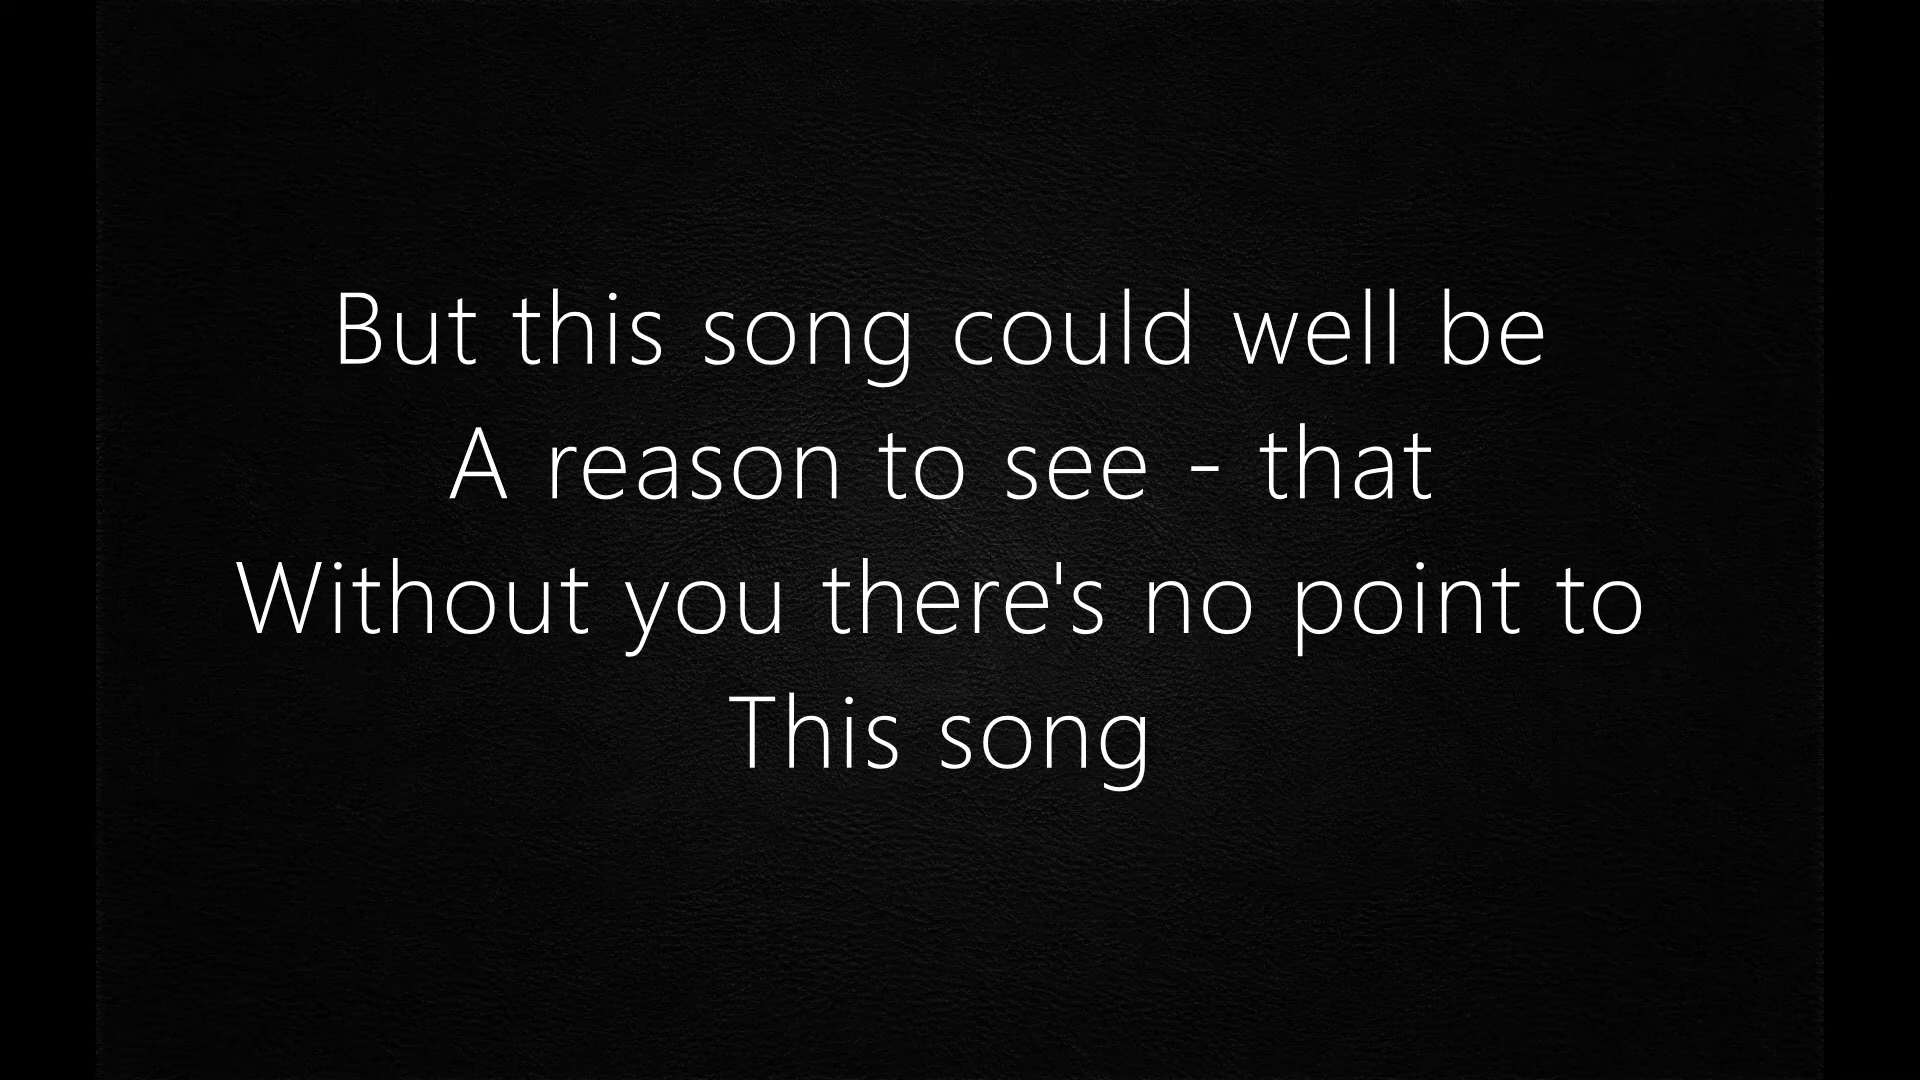 But this song could well be
A reason to see - that
Without you there's no point to
This song